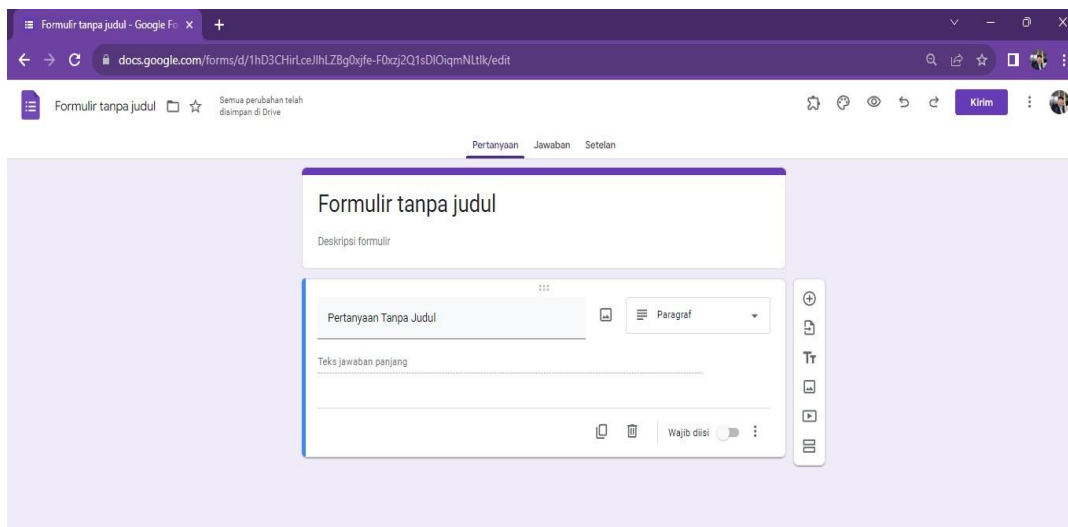 Formulir tanpa judul - Google Fo
docs.google.com/forms/d/1hD3CHirLceJlhLZBg0xjfe-F0xzj2Q1sDIOiqmNLtlk/edit
Formulir tanpa judul
Semua perubahan telah
disimpan di Drive
Kirim
Pertanyaan Jawaban Setelan
Formulir tanpa judul
Deskripsi formulir
Pertanyaan Tanpa Judul
Paragraf
Teks jawaban panjang
Wajib diisi